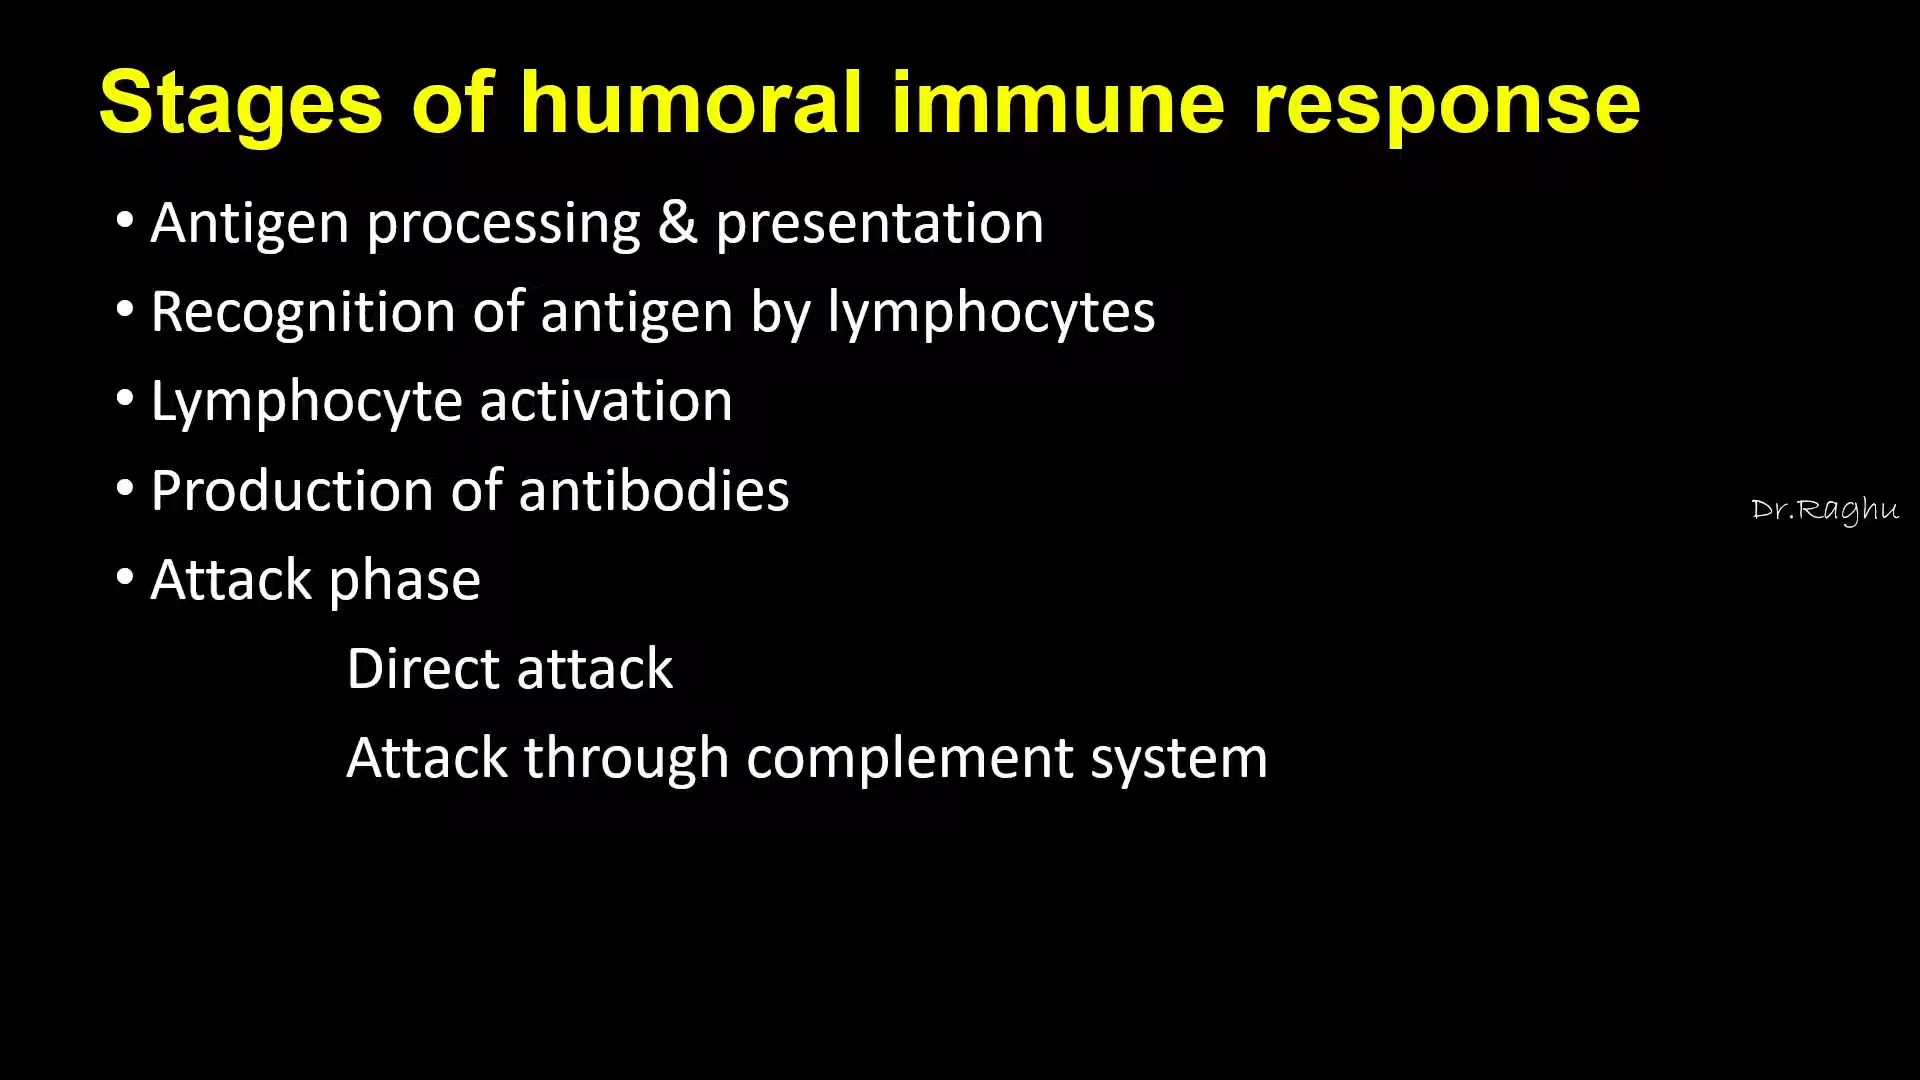 Stages of humoral immune response
• Antigen processing & presentation
• Recognition of antigen by lymphocytes
• Lymphocyte activation
• Production of antibodies
Dr.Raghu
• Attack phase
Direct attack
Attack through complement system